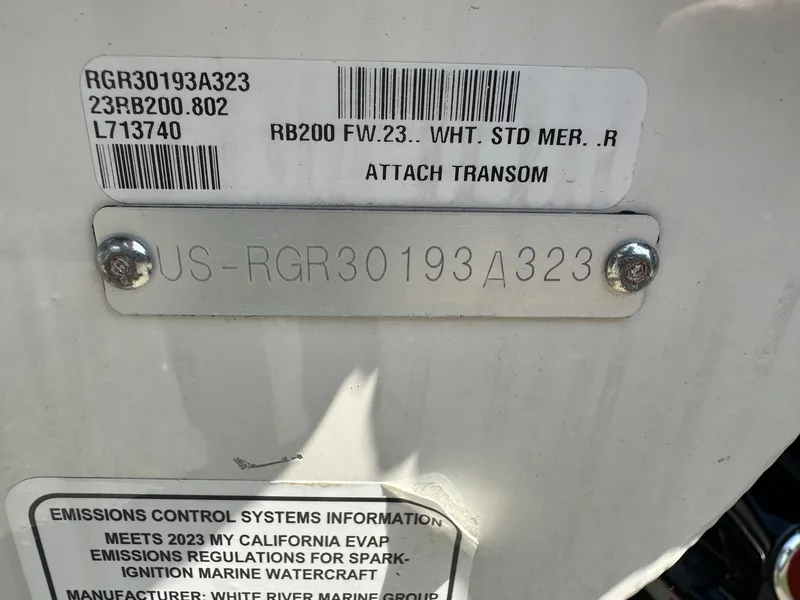 RGR30193A323
23RB200.802
L713740
RB200 FW.23.. WHT. STD MER. .R
ATTACH TRANSOM
US-RGR30193A323
EMISSIONS CONTROL SYSTEMS INFORMATION
MEETS 2023 MY CALIFORNIA EVAP
EMISSIONS REGULATIONS FOR SPARK-
IGNITION MARINE WATERCRAFT
MANUFACTURER: WHITE RIVER MARINE GROUP